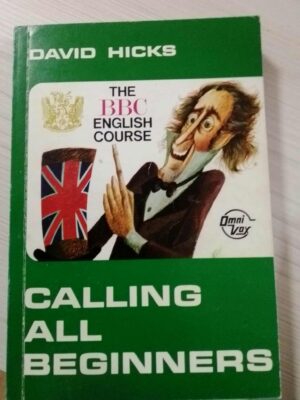 DAVID HICKS
THE
BBC
ENGLISH
COURSE
Omni
Vox
CALLING
ALL
BEGINNERS